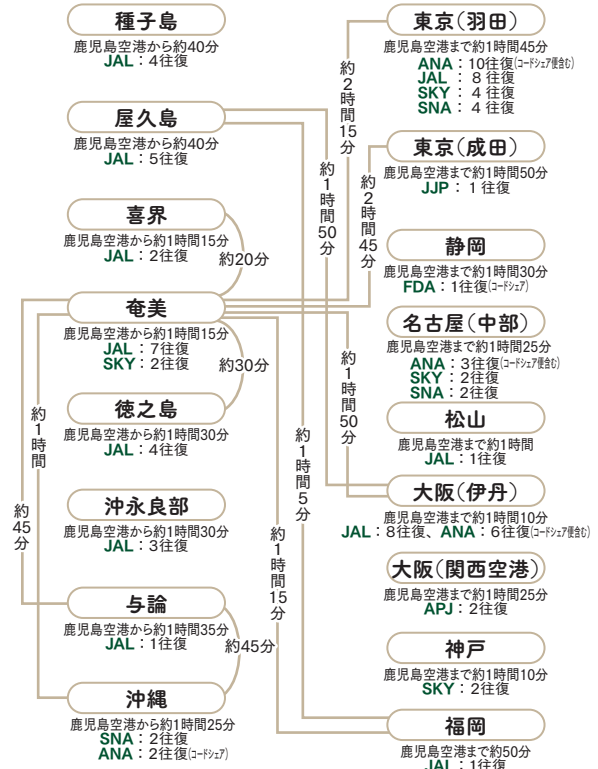 種子島
鹿児島空港から約40分
JAL：4往復
屋久島
鹿児島空港から約40分
JAL：5往復
喜界
鹿児島空港から約1時間15分
JAL：2往復
約20分
奄美
鹿児島空港から約1時間15分
JAL：7往復
SKY：2往復
約30分
徳之島
鹿児島空港から約1時間30分
JAL：4往復
沖永良部
鹿児島空港から約1時間30分
JAL：3往復
与論
鹿児島空港から約1時間35分
JAL：1往復
約45分
沖縄
鹿児島空港から約1時間25分
SNA：2往復
ANA：2往復(コードシェア)
約1時間
約45分
約2時間15分
約1時間50分
約2時間45分
約1時間50分
約1時間5分
約1時間15分
東京(羽田)
鹿児島空港まで約1時間45分
ANA：10往復(コードシェア便含む)
JAL：8往復
SKY：4往復
SNA：4往復
東京(成田)
鹿児島空港まで約1時間50分
JJP：1往復
静岡
鹿児島空港まで約1時間30分
FDA：1往復(コードシェア)
名古屋(中部)
鹿児島空港まで約1時間25分
ANA：3往復(コードシェア便含む)
SKY：2往復
SNA：2往復
松山
鹿児島空港まで約1時間
JAL：1往復
大阪(伊丹)
鹿児島空港まで約1時間10分
JAL：8往復、ANA：6往復(コードシェア便含む)
大阪(関西空港)
鹿児島空港まで約1時間25分
APJ：2往復
神戸
鹿児島空港まで約1時間10分
SKY：2往復
福岡
鹿児島空港まで約50分
JAL：1往復